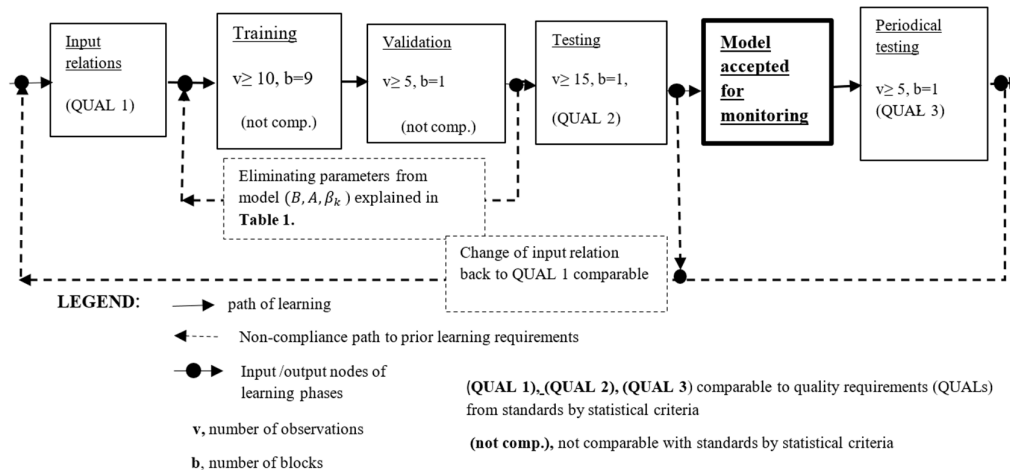 Input
relations
(QUAL 1)
Training
v≥ 10, b=9
(not comp.)
Validation
v≥ 5, b=1
(not comp.)
Testing
v≥ 15, b=1,
(QUAL 2)
Model
accepted
for
monitoring
Periodical
testing
v≥ 5, b=1
(QUAL 3)
Eliminating parameters from
model (B, A, βₖ ) explained in
Table 1.
Change of input relation
back to QUAL 1 comparable
LEGEND:
path of learning
Non-compliance path to prior learning requirements
Input /output nodes of
learning phases
v, number of observations
b, number of blocks
(QUAL 1), (QUAL 2), (QUAL 3) comparable to quality requirements (QUALs)
from standards by statistical criteria
(not comp.), not comparable with standards by statistical criteria